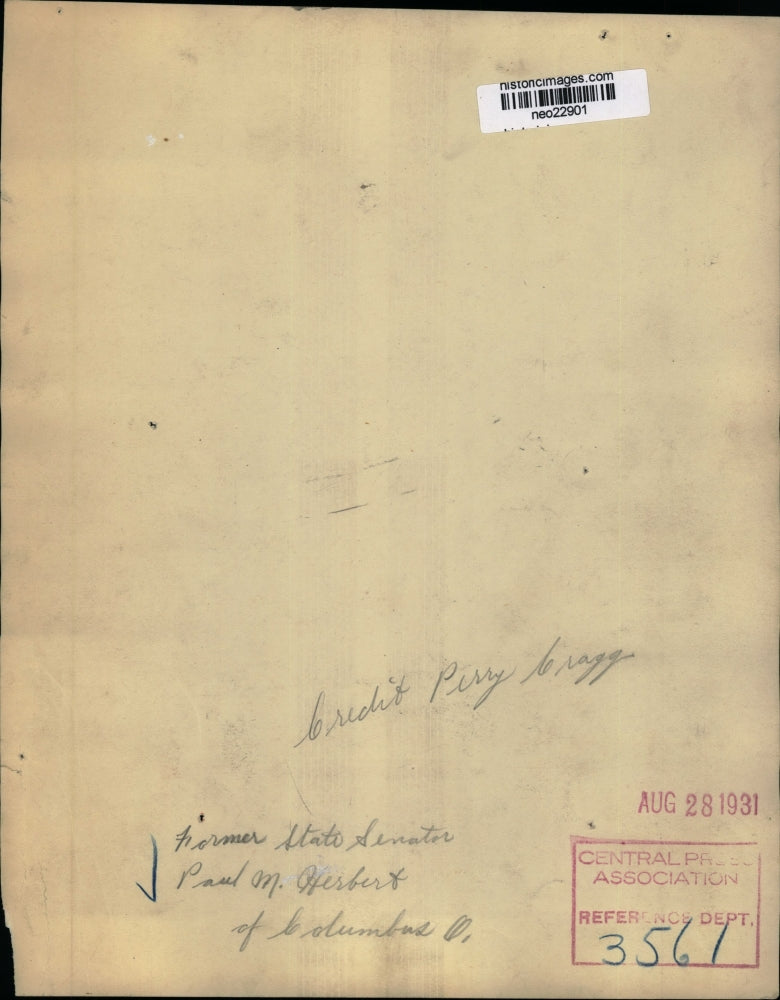 historicimages.com
neo22901
Credit Perry Cragg
AUG 28 1931
Former State Senator
Paul M. Herbert
of Columbus O.
CENTRAL PRESS
ASSOCIATION
REFERENCE DEPT.
3561